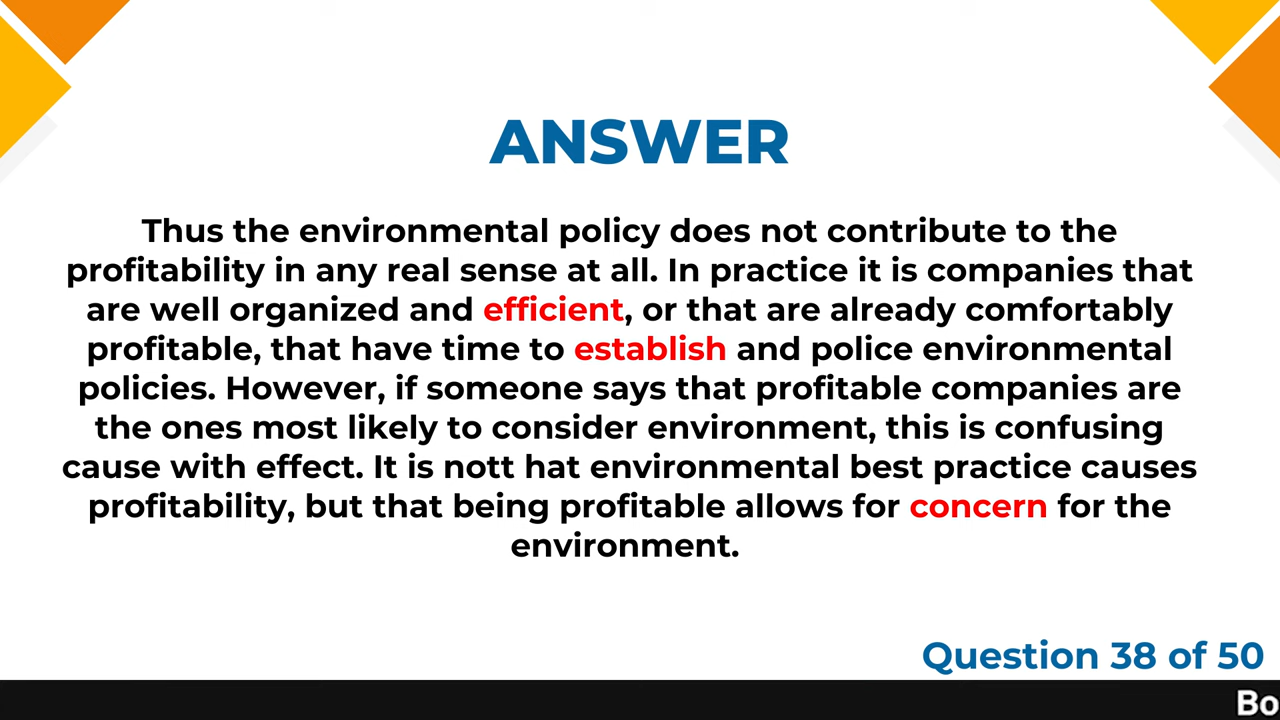 ANSWER
Thus the environmental policy does not contribute to the
profitability in any real sense at all. In practice it is companies that
are well organized and efficient, or that are already comfortably
profitable, that have time to establish and police environmental
policies. However, if someone says that profitable companies are
the ones most likely to consider environment, this is confusing
cause with effect. It is nott hat environmental best practice causes
profitability, but that being profitable allows for concern for the
environment.
Question 38 of 50
Bo